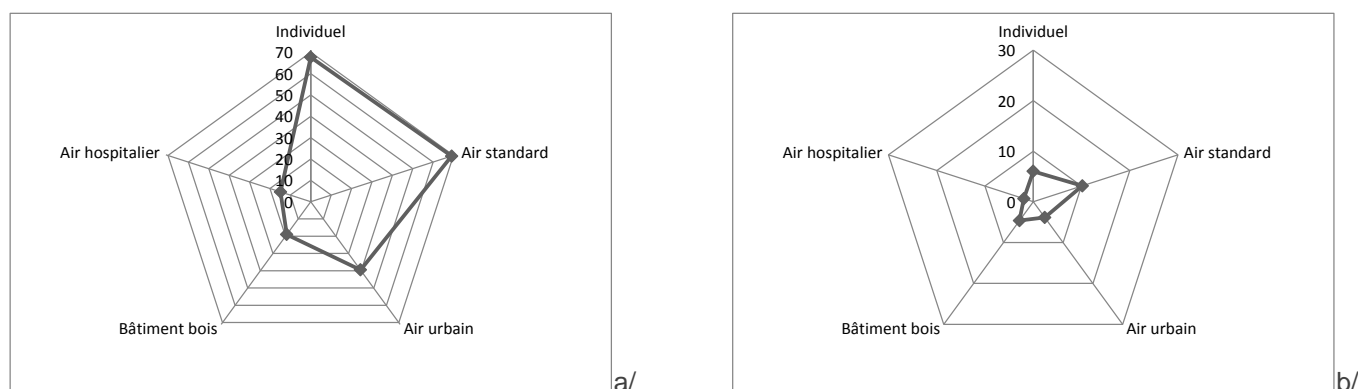 Individuel
70
60
50
40
30
20
10
0
Air hospitalier
Air standard
Bâtiment bois
Air urbain
a/
Individuel
30
20
10
0
Air hospitalier
Air standard
Bâtiment bois
Air urbain
b/